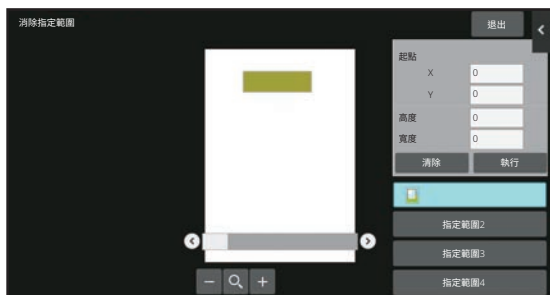 消除指定範圍
退出
起點
X 0
Y 0
高度 0
寬度 0
清除 執行
指定範圍2
指定範圍3
指定範圍4